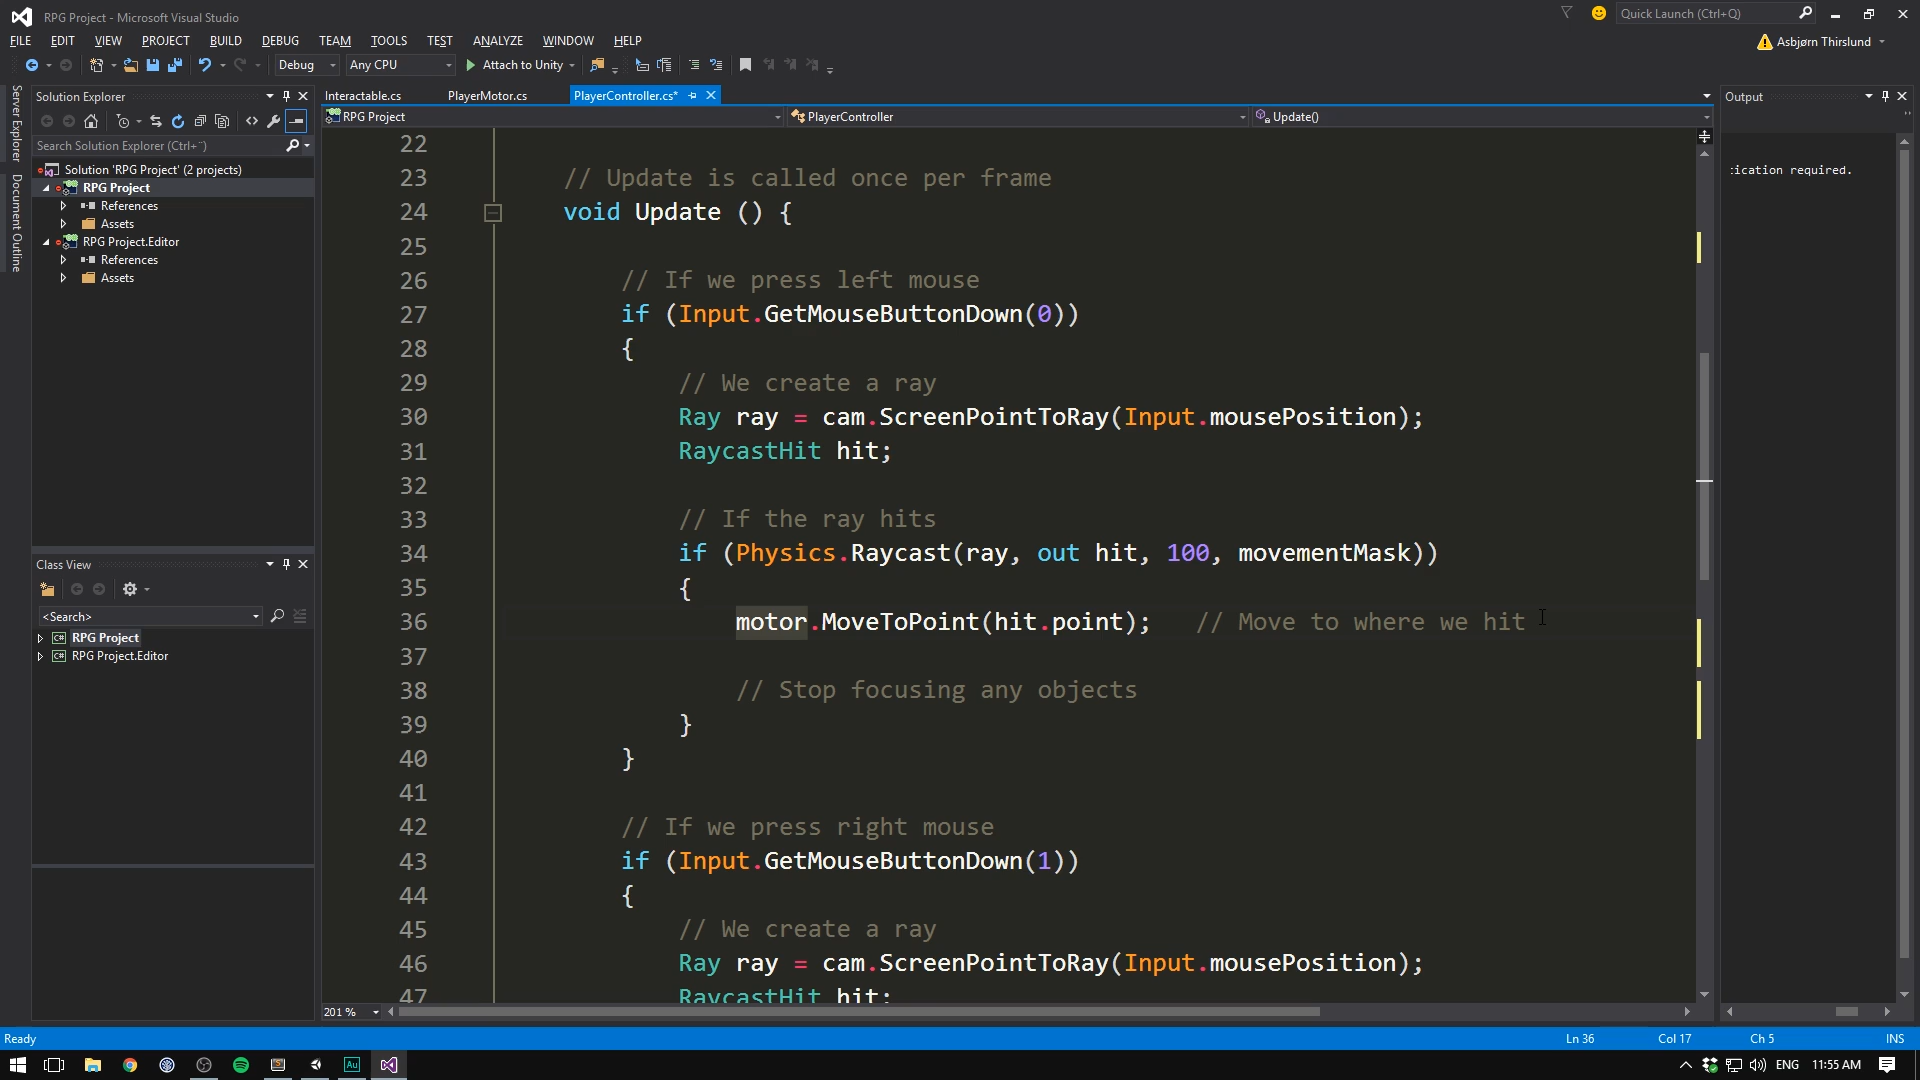 RPG Project - Microsoft Visual Studio
Quick Launch (Ctrl+Q)
FILE EDIT VIEW PROJECT BUILD DEBUG TEAM TOOLS TEST ANALYZE WINDOW HELP
Asbjørn Thirslund
Debug Any CPU Attach to Unity
Server Explorer
Document Outline
Solution Explorer
Search Solution Explorer (Ctrl+¨)
Solution 'RPG Project' (2 projects)
RPG Project
References
Assets
RPG Project.Editor
References
Assets
Class View
<Search>
RPG Project
RPG Project.Editor
Interactable.cs PlayerMotor.cs PlayerController.cs*
RPG Project PlayerController Update()
22
23 // Update is called once per frame
24 void Update () {
25
26 // If we press left mouse
27 if (Input.GetMouseButtonDown(0))
28 {
29 // We create a ray
30 Ray ray = cam.ScreenPointToRay(Input.mousePosition);
31 RaycastHit hit;
32
33 // If the ray hits
34 if (Physics.Raycast(ray, out hit, 100, movementMask))
35 {
36 motor.MoveToPoint(hit.point); // Move to where we hit
37
38 // Stop focusing any objects
39 }
40 }
41
42 // If we press right mouse
43 if (Input.GetMouseButtonDown(1))
44 {
45 // We create a ray
46 Ray ray = cam.ScreenPointToRay(Input.mousePosition);
47 RaycastHit hit;
201 %
Output
ication required.
Ready Ln 36 Col 17 Ch 5 INS
Au
ENG 11:55 AM